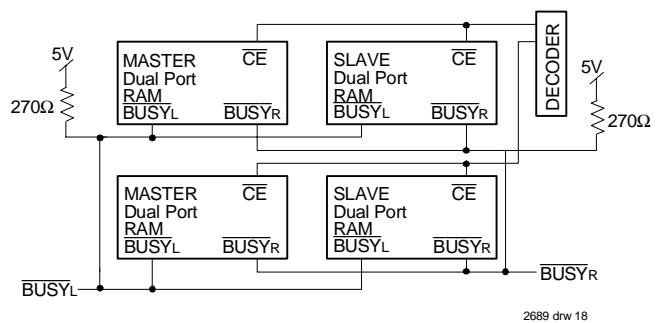 MASTER
Dual Port
RAM
BUSYL
CE
BUSYR
SLAVE
Dual Port
RAM
BUSYL
CE
BUSYR
DECODER
5V
270Ω
5V
270Ω
MASTER
Dual Port
RAM
BUSYL
CE
BUSYR
SLAVE
Dual Port
RAM
BUSYL
CE
BUSYR
BUSYL
BUSYR
2689 drw 18